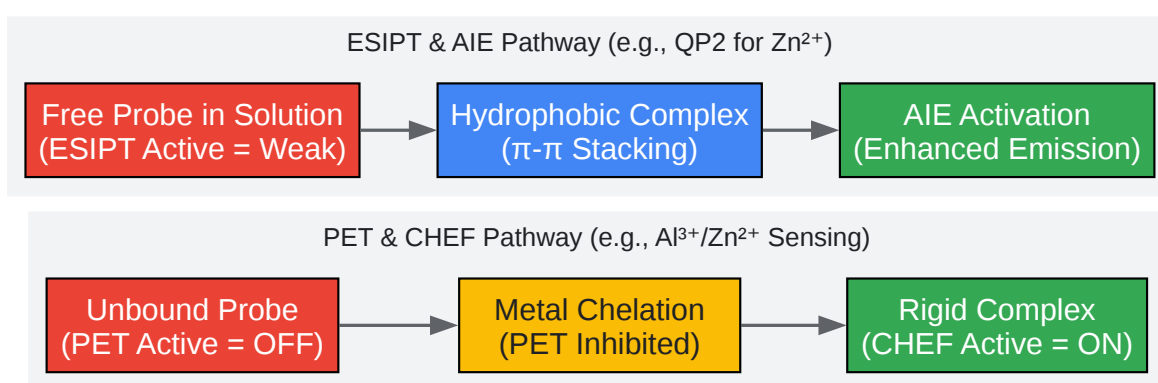 ESIPT & AIE Pathway (e.g., QP2 for Zn²⁺)
Free Probe in Solution
(ESIPT Active = Weak)
Hydrophobic Complex
(π-π Stacking)
AIE Activation
(Enhanced Emission)
PET & CHEF Pathway (e.g., Al³⁺/Zn²⁺ Sensing)
Unbound Probe
(PET Active = OFF)
Metal Chelation
(PET Inhibited)
Rigid Complex
(CHEF Active = ON)